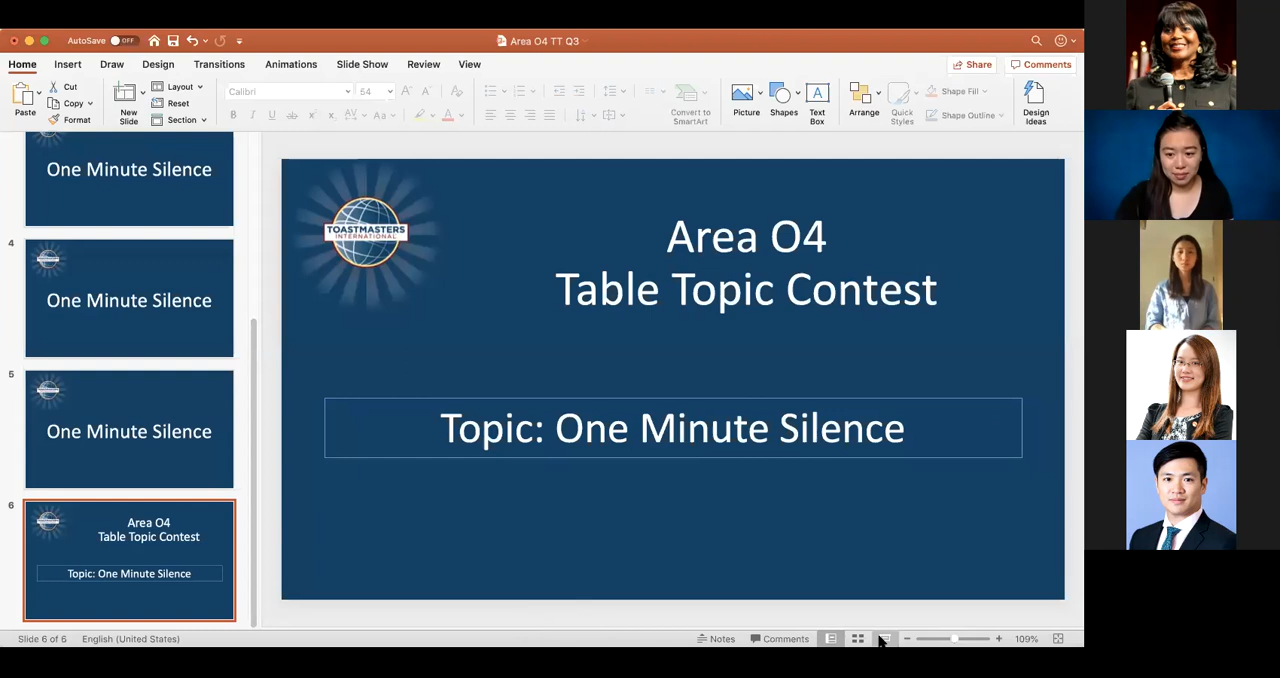 AutoSave OFF
Area O4 TT Q3
Home Insert Draw Design Transitions Animations Slide Show Review View
Share Comments
Paste
Cut
Copy
Format
New
Slide
Layout
Reset
Section
Calibri 64
Convert to
SmartArt
Picture
Shapes
Text
Box
Arrange
Quick
Styles
Shape Fill
Shape Outline
Design
Ideas
One Minute Silence
4
One Minute Silence
5
One Minute Silence
6
Area O4
Table Topic Contest
Topic: One Minute Silence
TOASTMASTERS
INTERNATIONAL
Area O4
Table Topic Contest
Topic: One Minute Silence
Slide 6 of 6 English (United States)
Notes Comments 109%